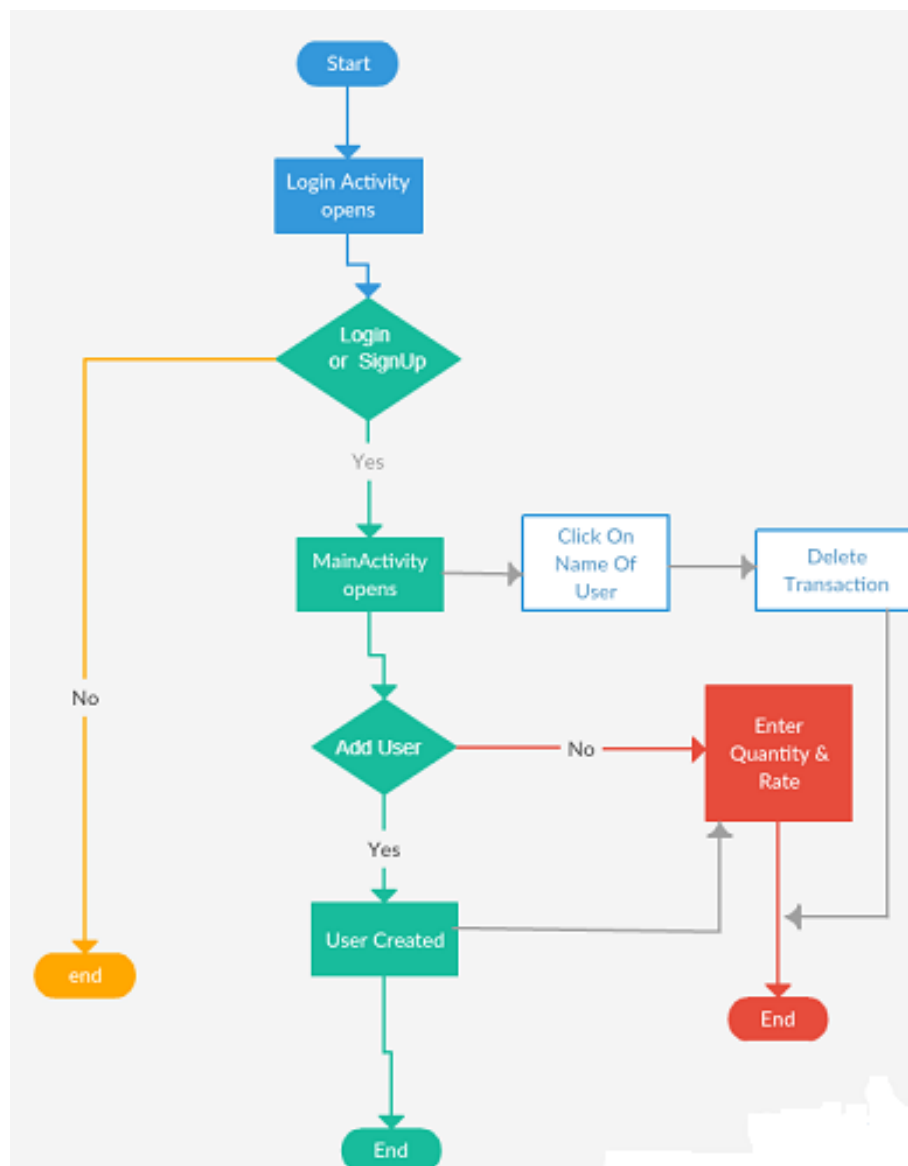 Start
Login Activity
opens
Login
or SignUp
Yes
MainActivity
opens
Click On
Name Of
User
Delete
Transaction
No
Add User
No
Enter
Quantity &
Rate
Yes
User Created
end
End
End